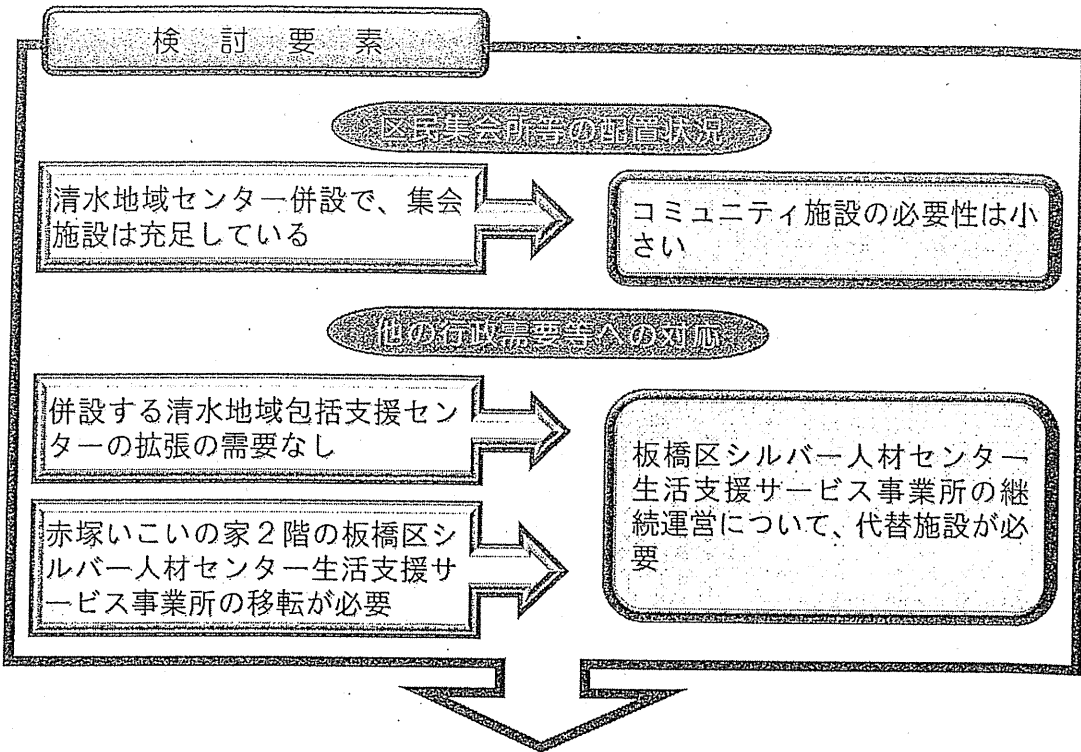 検討要素
区民集会所等の配置状況
清水地域センター併設で、集会
施設は充足している
コミュニティ施設の必要性は小
さい
他の行政需要等への対応
併設する清水地域包括支援セン
ターの拡張の需要なし
赤塚いこいの家2階の板橋区シ
ルバー人材センター生活支援サ
ービス事業所の移転が必要
板橋区シルバー人材センター
生活支援サービス事業所の継
続運営について、代替施設が必
要